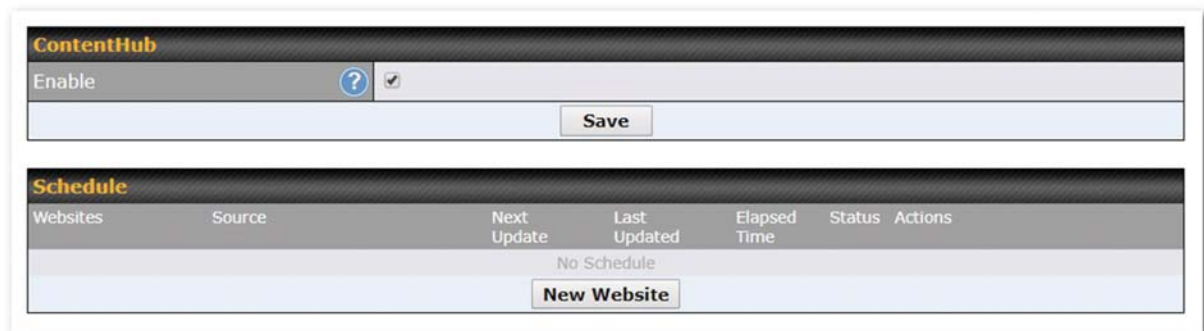 ContentHub
Enable ?
Save
Schedule
Websites Source Next Update Last Updated Elapsed Time Status Actions
No Schedule
New Website